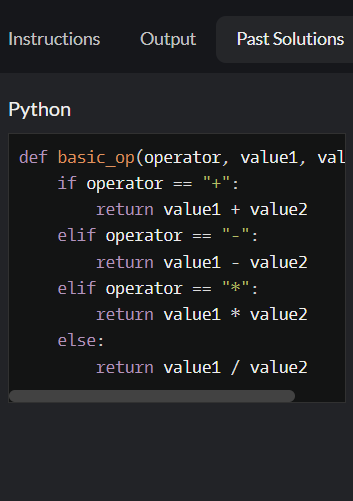 Instructions Output Past Solutions
Python
def basic_op(operator, value1, val
    if operator == "+":
        return value1 + value2
    elif operator == "-":
        return value1 - value2
    elif operator == "*":
        return value1 * value2
    else:
        return value1 / value2